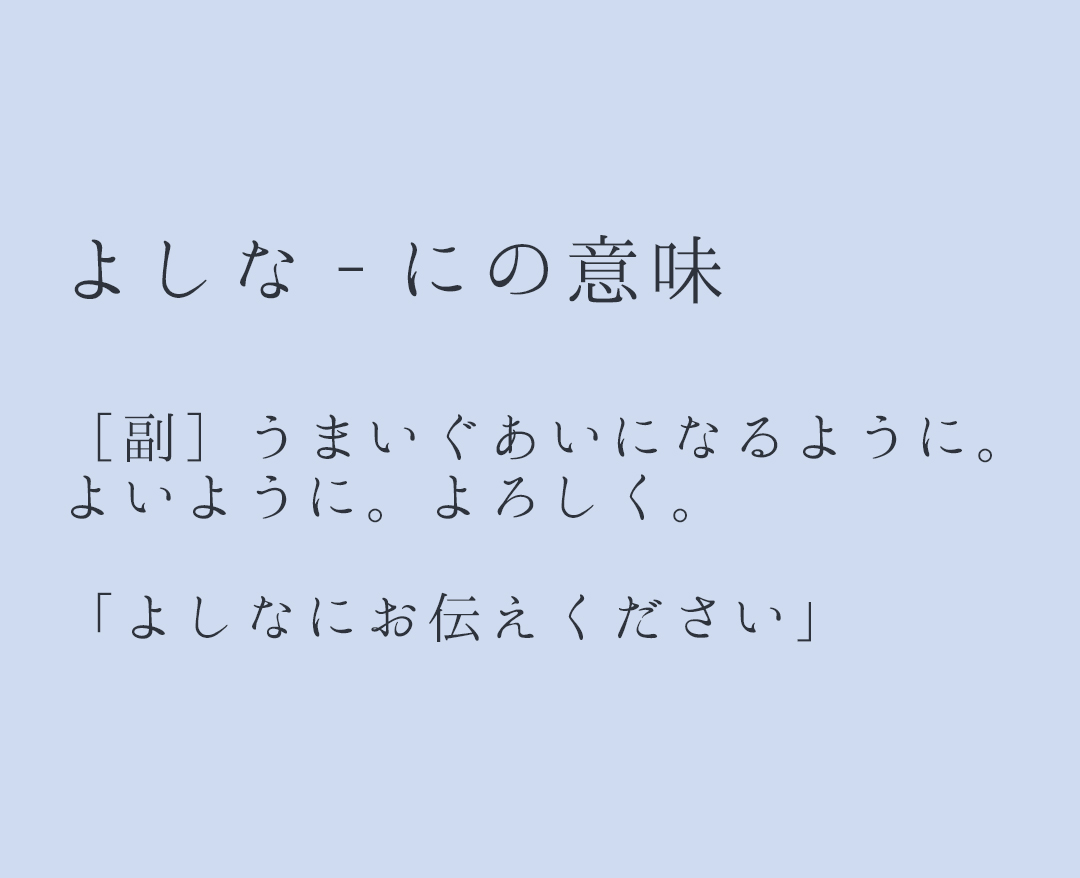 よしな‐にの意味
［副］うまいぐあいになるように。
よいように。よろしく。
「よしなにお伝えください」